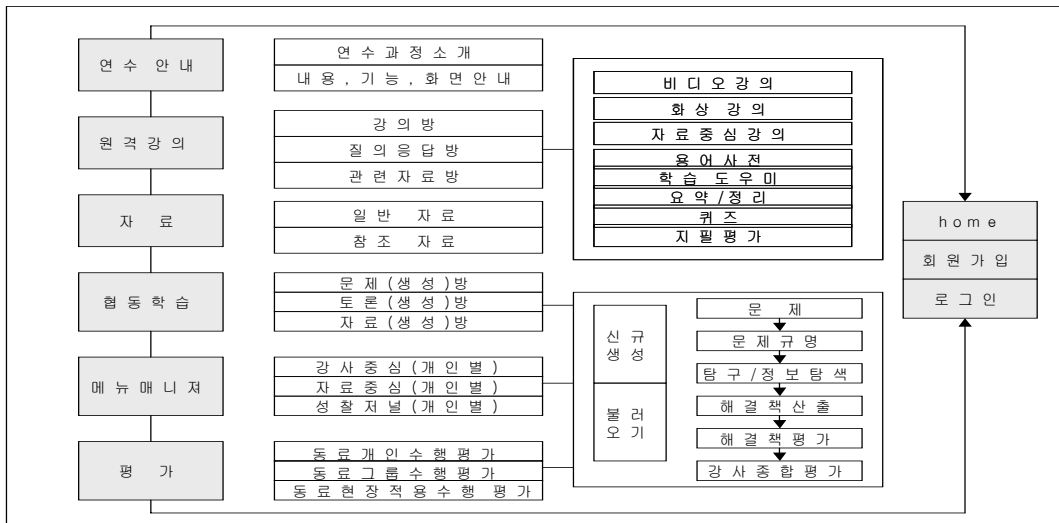 연수 안내
연수과정소개
내용, 기능, 화면안내
원격강의
강의방
질의응답방
관련자료방
비디오강의
화상 강의
자료중심강의
용어사전
학습 도우미
요약/정리
퀴즈
지필평가
자 료
일반 자료
참조 자료
협동학습
문제(생성)방
토론(생성)방
자료(생성)방
메뉴매니져
강사중심(개인별)
자료중심(개인별)
성찰저널(개인별)
평 가
동료개인수행평가
동료그룹수행평가
동료현장적용수행 평가
신규
생성
불러
오기
문 제
문제규명
탐구/정보탐색
해결책산출
해결책평가
강사종합평가
home
회원가입
로그인